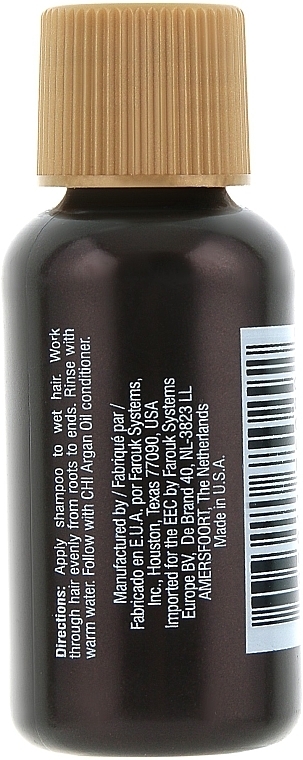 Directions: Apply shampoo to wet hair. Work
through hair evenly from roots to ends. Rinse with
warm water. Follow with CHI Argan Oil conditioner.
Manufactured by / Fabriqué par /
Fabricado en E.U.A. por Farouk Systems,
Inc., Houston, Texas 77090, USA
Imported for the EEC by Farouk Systems
Europe BV, De Brand 40, NL-3823 LL
AMERSFOORT, The Netherlands
Made in U.S.A.